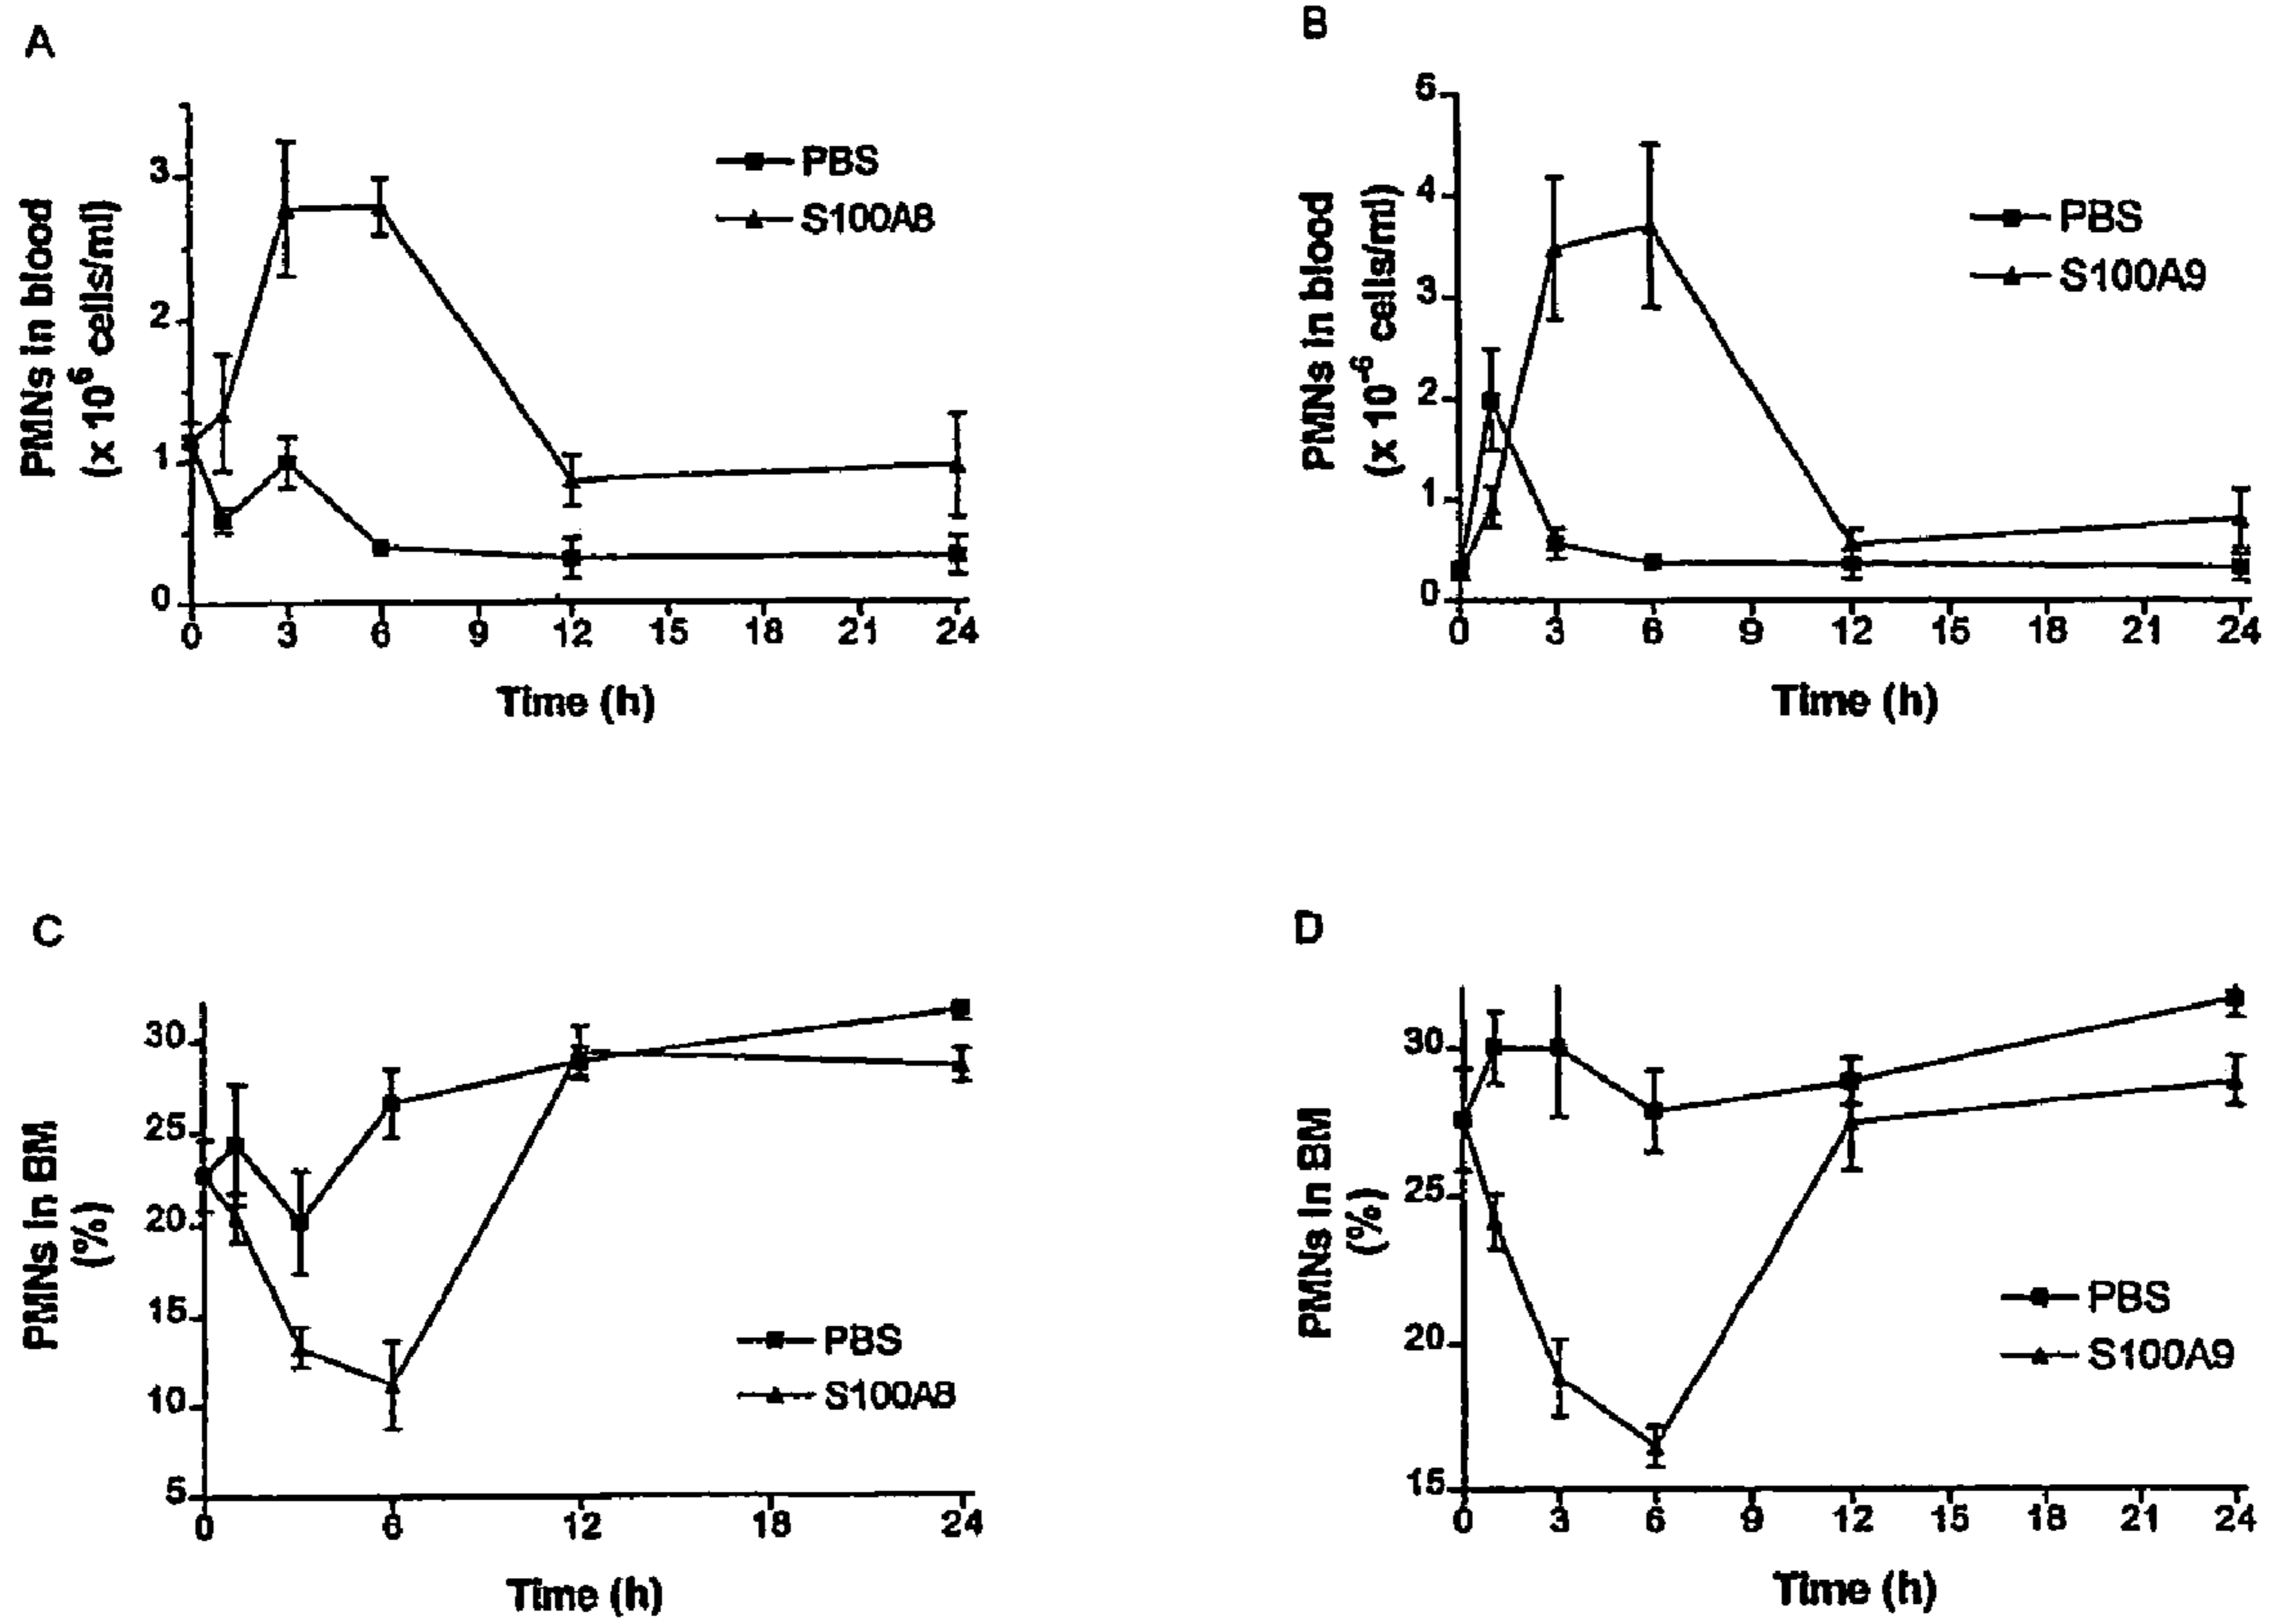 A
PMNs in blood
(x 10⁶ cells/ml)
3
2
1
0
0 3 6 9 12 15 18 21 24
Time (h)
PBS
S100A8
B
PMNs in blood
(x 10⁻⁶ cells/ml)
5
4
3
2
1
0
0 3 6 9 12 15 18 21 24
Time (h)
PBS
S100A9
C
PMNs in BM
(%)
30
25
20
15
10
5
0 6 12 18 24
Time (h)
PBS
S100A8
D
PMNs in BM
(%)
30
25
20
15
0 3 6 9 12 15 18 21 24
Time (h)
PBS
S100A9